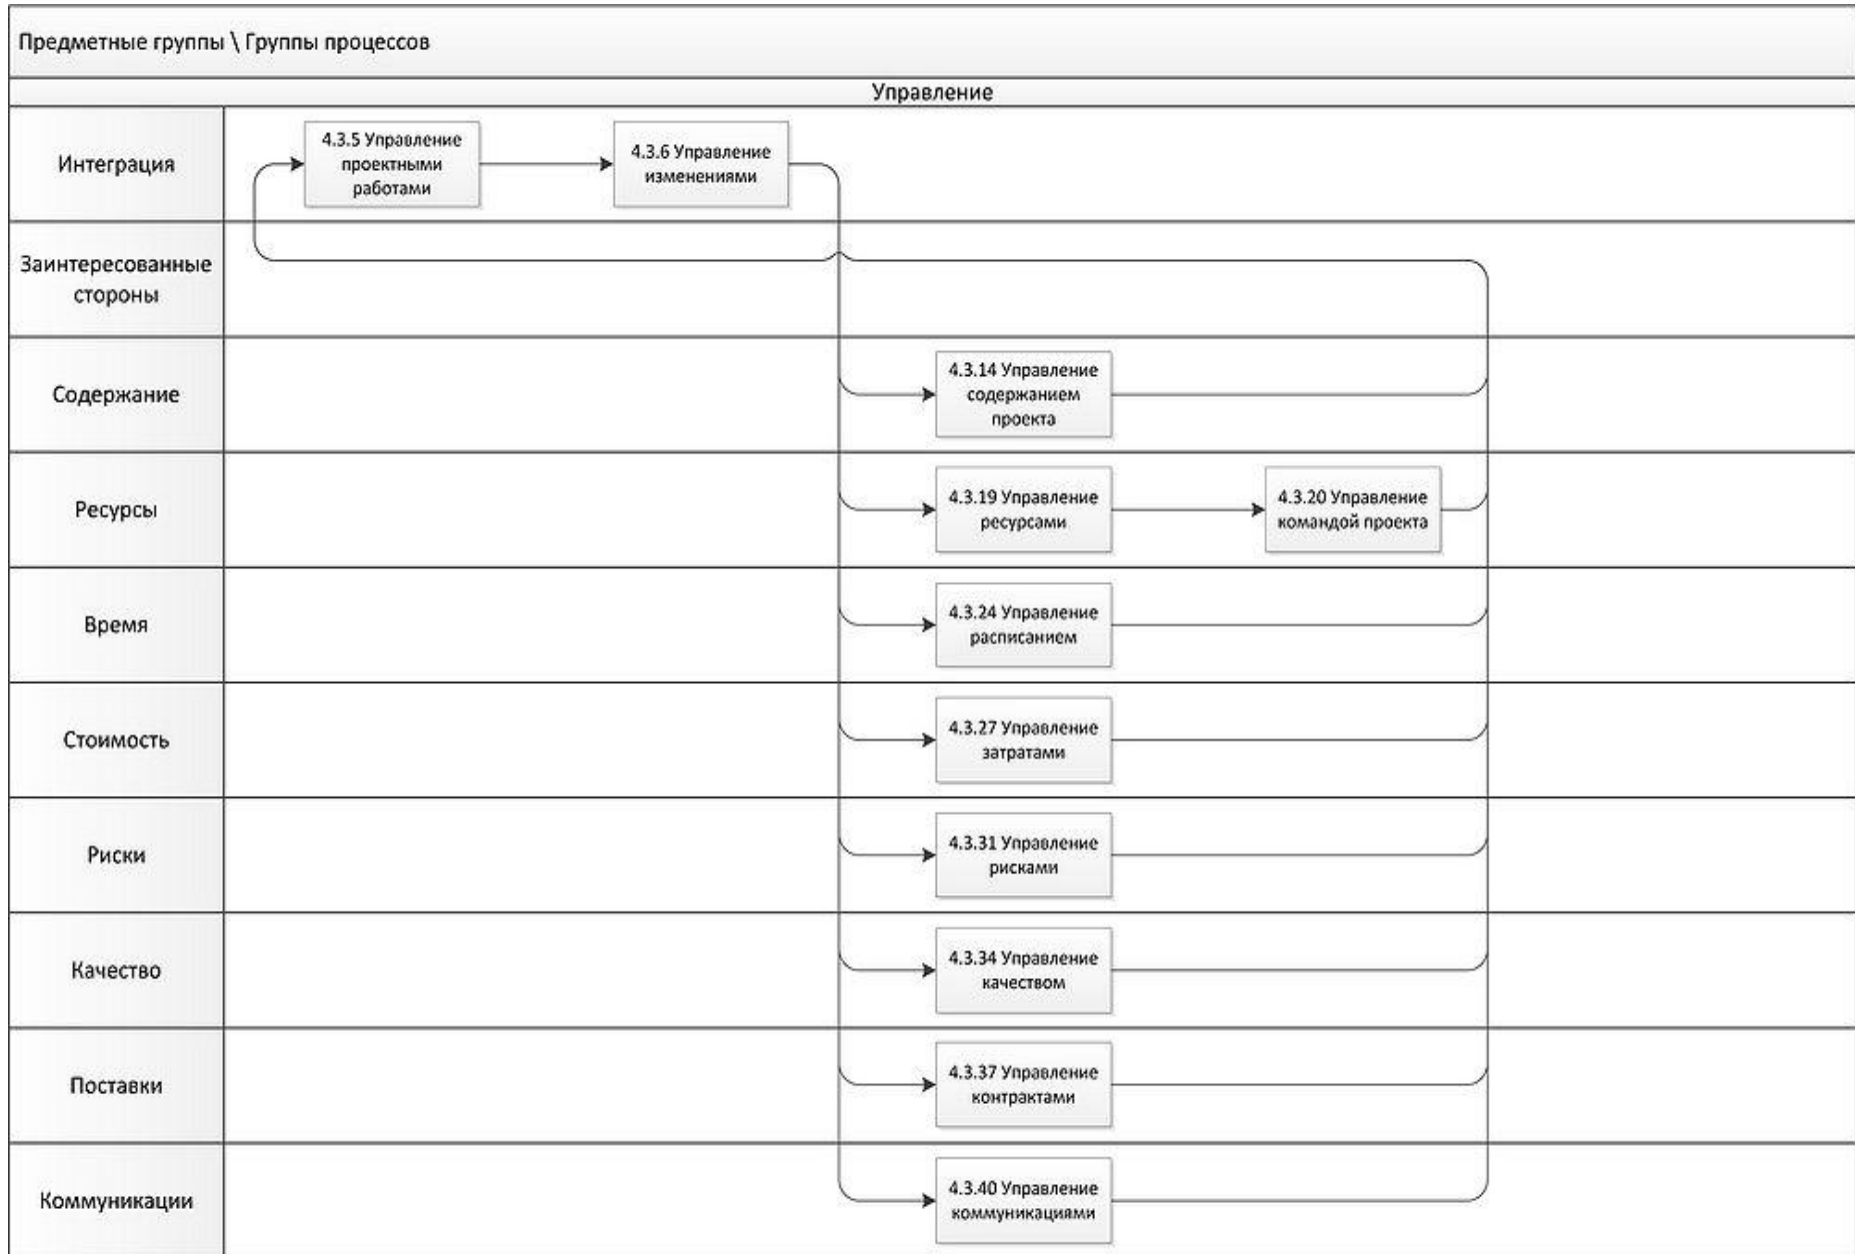 Предметные группы \ Группы процессов
Управление
Интеграция
4.3.5 Управление
проектными
работами
4.3.6 Управление
изменениями
Заинтересованные
стороны
Содержание
4.3.14 Управление
содержанием
проекта
Ресурсы
4.3.19 Управление
ресурсами
4.3.20 Управление
командой проекта
Время
4.3.24 Управление
расписанием
Стоимость
4.3.27 Управление
затратами
Риски
4.3.31 Управление
рисками
Качество
4.3.34 Управление
качеством
Поставки
4.3.37 Управление
контрактами
Коммуникации
4.3.40 Управление
коммуникациями